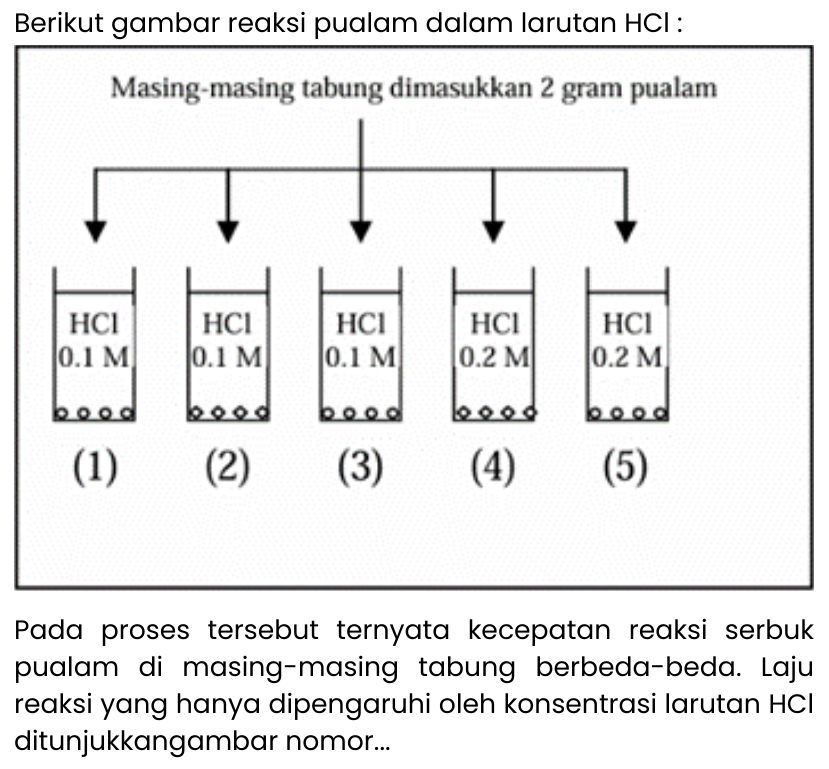 Berikut gambar reaksi pualam dalam larutan HCl :
Masing-masing tabung dimasukkan 2 gram pualam
HCl HCl HCl HCl HCl
0.1 M 0.1 M 0.1 M 0.2 M 0.2 M
(1) (2) (3) (4) (5)
Pada proses tersebut ternyata kecepatan reaksi serbuk
pualam di masing-masing tabung berbeda-beda. Laju
reaksi yang hanya dipengaruhi oleh konsentrasi larutan HCl
ditunjukkangambar nomor...